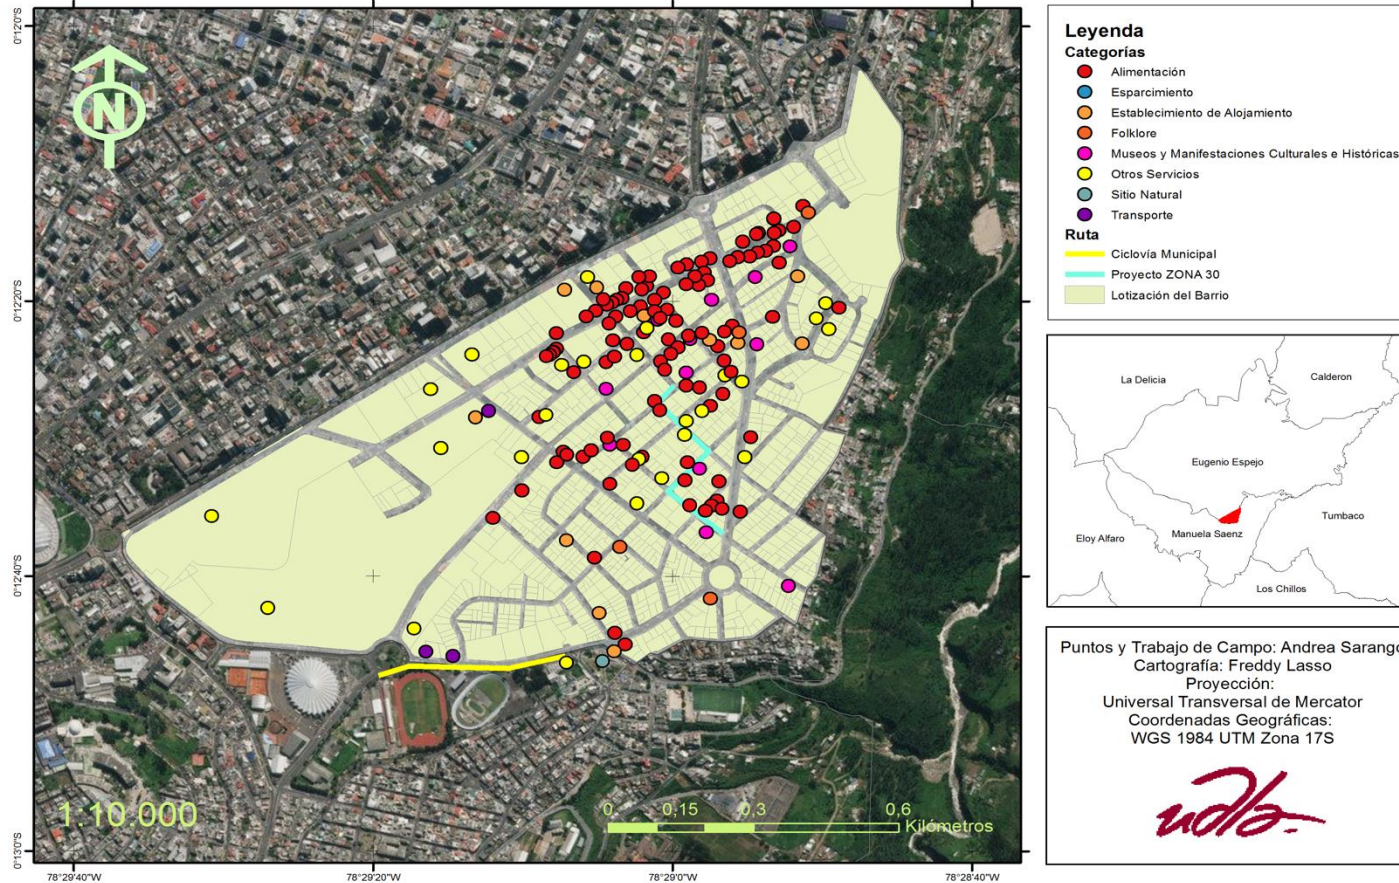 0°12'0"S
0°12'20"S
0°12'40"S
0°13'0"S
N
1:10.000
0 0,15 0,3 0,6
Kilómetros
78°29'40"W 78°29'20"W 78°29'0"W 78°28'40"W
Leyenda
Categorías
Alimentación
Esparcimiento
Establecimiento de Alojamiento
Folklore
Museos y Manifestaciones Culturales e Históricas
Otros Servicios
Sitio Natural
Transporte
Ruta
Ciclovía Municipal
Proyecto ZONA 30
Lotización del Barrio
La Delicia
Calderon
Eugenio Espejo
Tumbaco
Eloy Alfaro
Manuela Saenz
Los Chillos
Puntos y Trabajo de Campo: Andrea Sarango
Cartografía: Freddy Lasso
Proyección:
Universal Transversal de Mercator
Coordenadas Geográficas:
WGS 1984 UTM Zona 17S
udla-